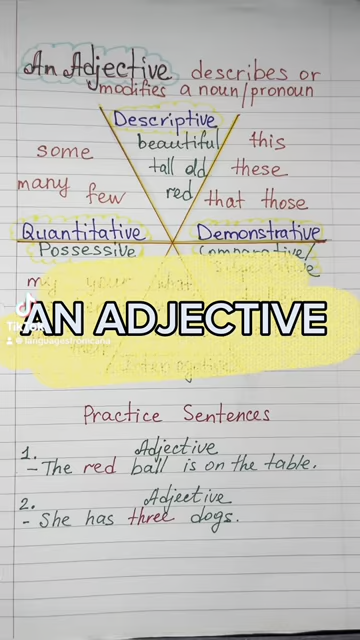 An Adjective describes or
modifies a noun/pronoun
Descriptive
beautiful
tall old
red
some
many few
this
these
that those
Quantitative
Demonstrative
Possessive
Comparative/
my your what
AN ADJECTIVE
TikTok
Practice Sentences
Adjective
1.
- The red ball is on the table.
Adjective
2.
- She has three dogs.